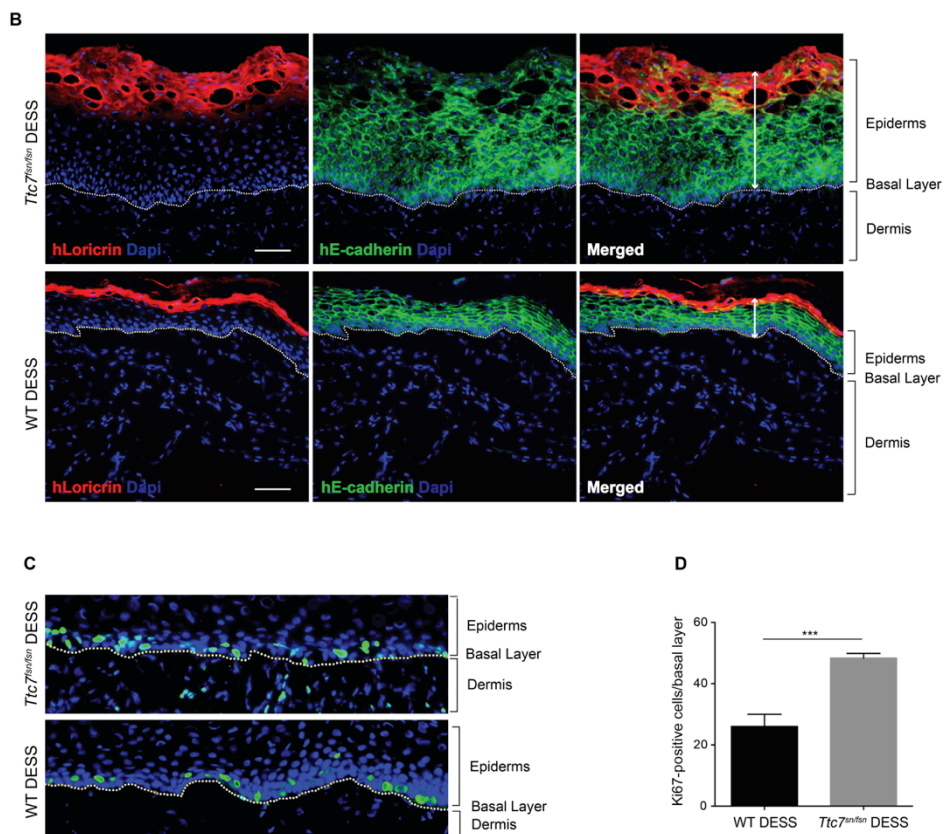 B
Ttc7fsn/fsn DESS
hLoricrin Dapi
hE-cadherin Dapi
Merged
Epiderms
Basal Layer
Dermis
WT DESS
hLoricrin Dapi
hE-cadherin Dapi
Merged
Epiderms
Basal Layer
Dermis
C
Ttc7fsn/fsn DESS
Epiderms
Basal Layer
Dermis
WT DESS
Epiderms
Basal Layer
Dermis
D
Ki67-positive cells/basal layer
60
40
20
0
***
WT DESS
Ttc7sn/fsn DESS